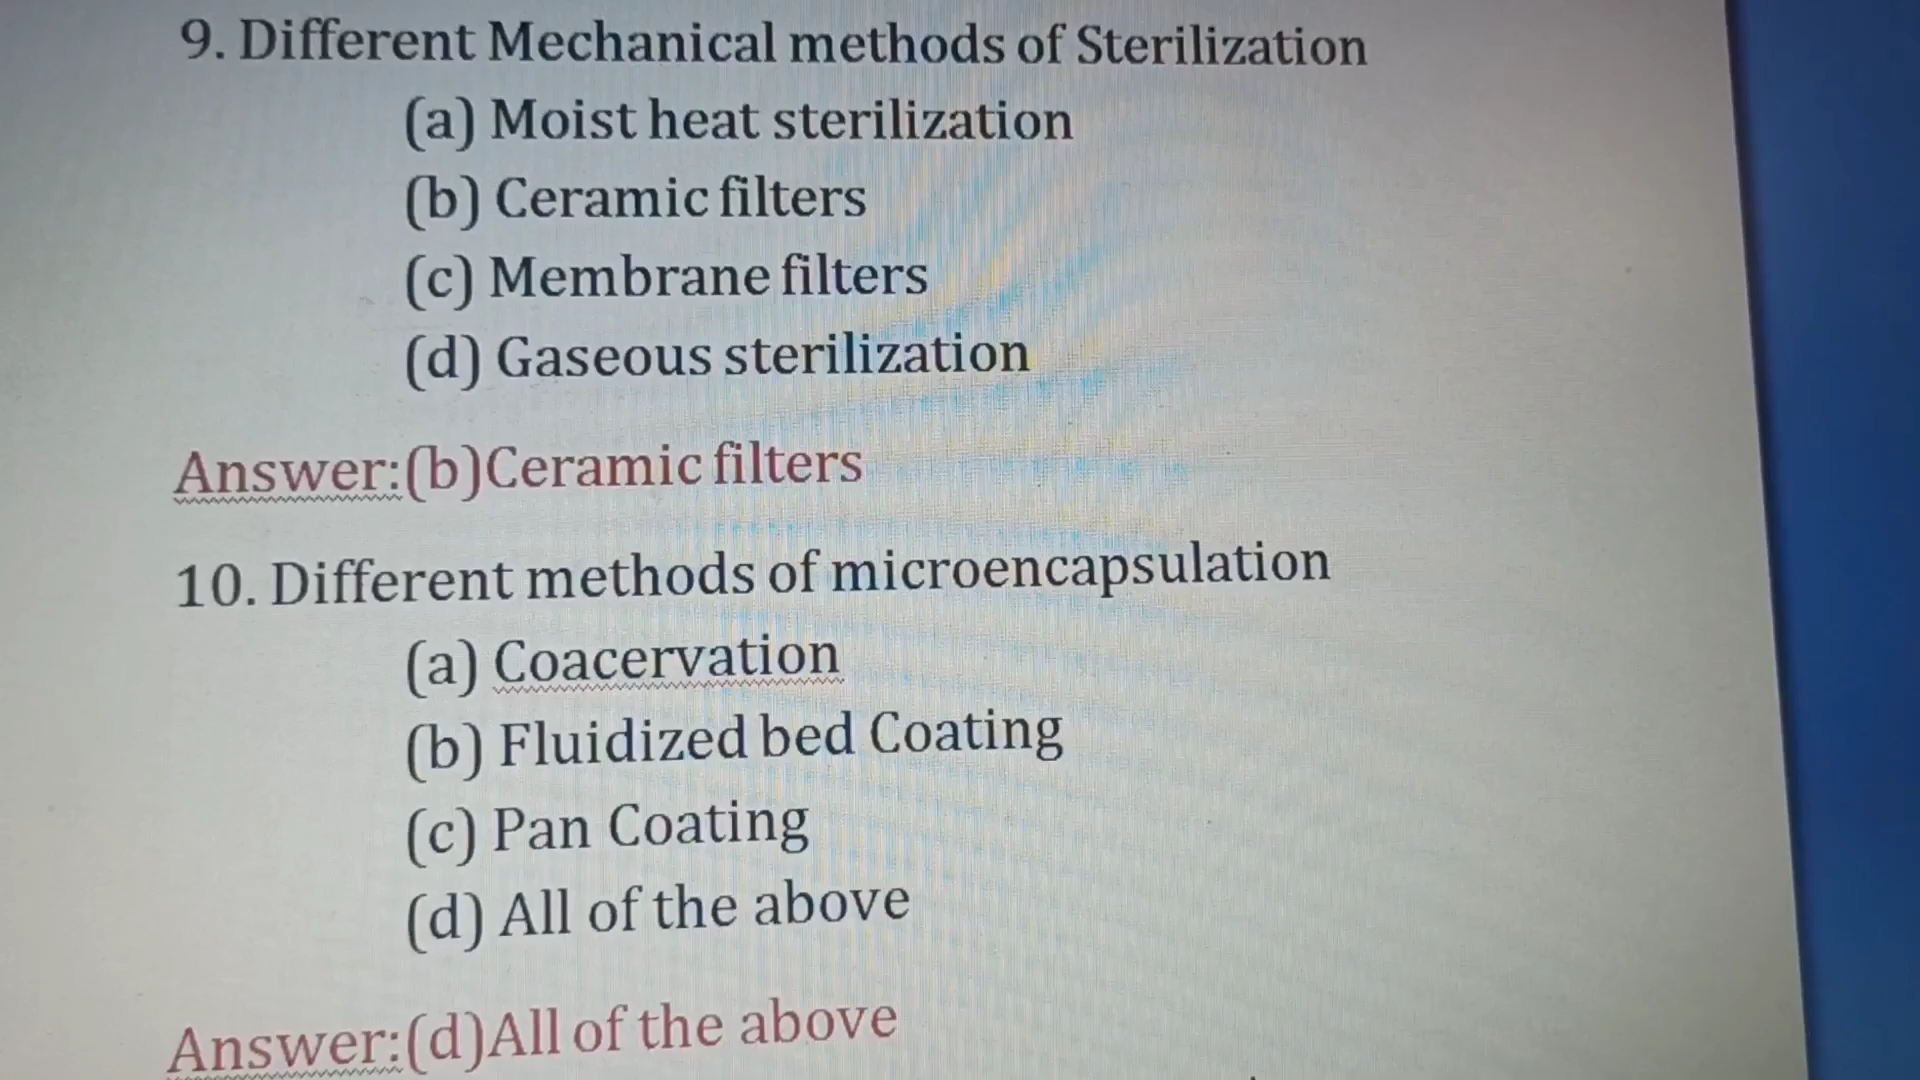 9. Different Mechanical methods of Sterilization
(a) Moist heat sterilization
(b) Ceramic filters
(c) Membrane filters
(d) Gaseous sterilization
Answer:(b)Ceramic filters
10. Different methods of microencapsulation
(a) Coacervation
(b) Fluidized bed Coating
(c) Pan Coating
(d) All of the above
Answer:(d)All of the above